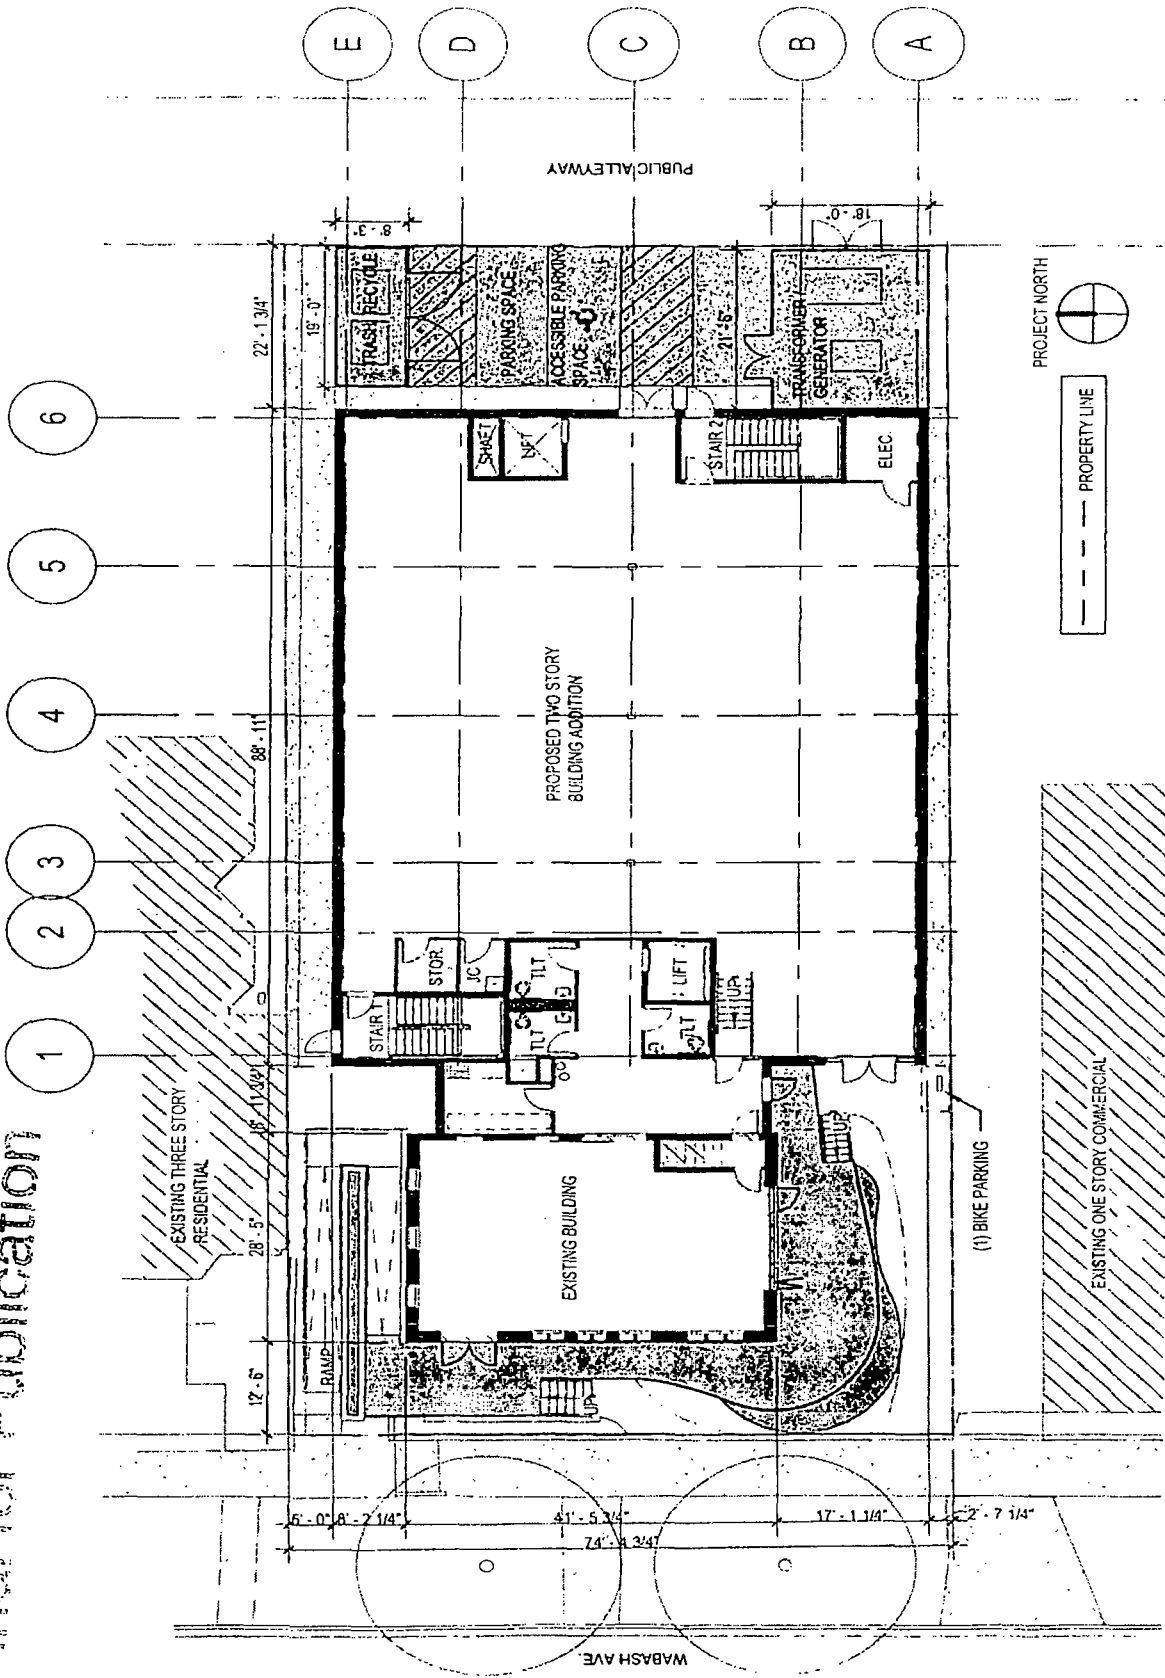 Publication
E
D
C
B
A
6
5
4
3
2
1
PUBLIC ALLEYWAY
8' - 3"
18' - 0"
22' - 1 3/4"
19' - 0"
21' - 6"
TRASH
RECYCLE
PARKING SPACE
ACCESSIBLE PARKING
SPACE
TRANSFORMER /
GENERATOR
PROJECT NORTH
PROPERTY LINE
SHAFT
LIFT
STAIR 2
ELEC.
88' - 11"
PROPOSED TWO STORY
BUILDING ADDITION
STOR.
JC
TLT
LIFT
STAIR 1
TLT
TLT
UP
6' - 11 3/4"
EXISTING THREE STORY
RESIDENTIAL
28' - 5"
EXISTING BUILDING
UP
(1) BIKE PARKING
EXISTING ONE STORY COMMERCIAL
12' - 6"
RAMP
UP
5' - 0"
8' - 2 1/4"
41' - 5 3/4"
17' - 1 1/4"
2' - 7 1/4"
74' - 4 3/4"
WABASH AVE.